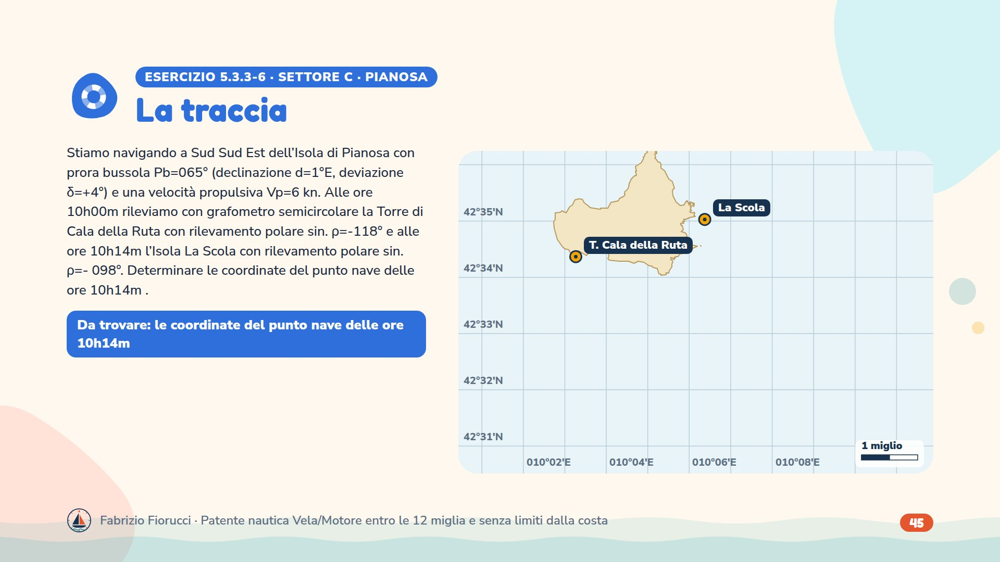 ESERCIZIO 5.3.3-6 · SETTORE C · PIANOSA
La traccia
Stiamo navigando a Sud Sud Est dell’Isola di Pianosa con
prora bussola Pb=065° (declinazione d=1°E, deviazione
δ=+4°) e una velocità propulsiva Vp=6 kn. Alle ore
10h00m rileviamo con grafometro semicircolare la Torre di
Cala della Ruta con rilevamento polare sin. ρ=-118° e alle
ore 10h14m l’Isola La Scola con rilevamento polare sin.
ρ=- 098°. Determinare le coordinate del punto nave delle
ore 10h14m .
Da trovare: le coordinate del punto nave delle ore
10h14m
La Scola
42°35'N
T. Cala della Ruta
42°34'N
42°33'N
42°32'N
42°31'N
1 miglio
010°02'E
010°04'E
010°06'E
010°08'E
Fabrizio Fiorucci · Patente nautica Vela/Motore entro le 12 miglia e senza limiti dalla costa
45